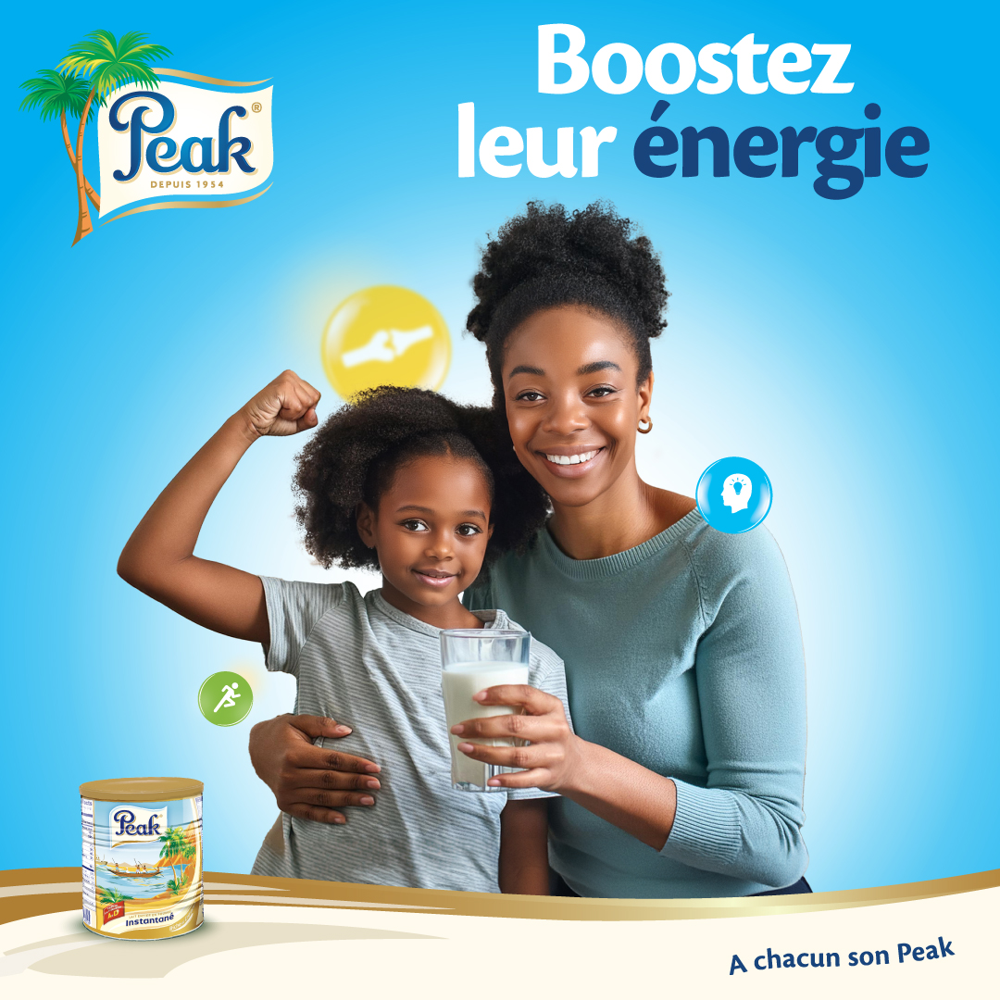 Peak®
DEPUIS 1954
Boostez
leur énergie
Peak
Instantané
A chacun son Peak